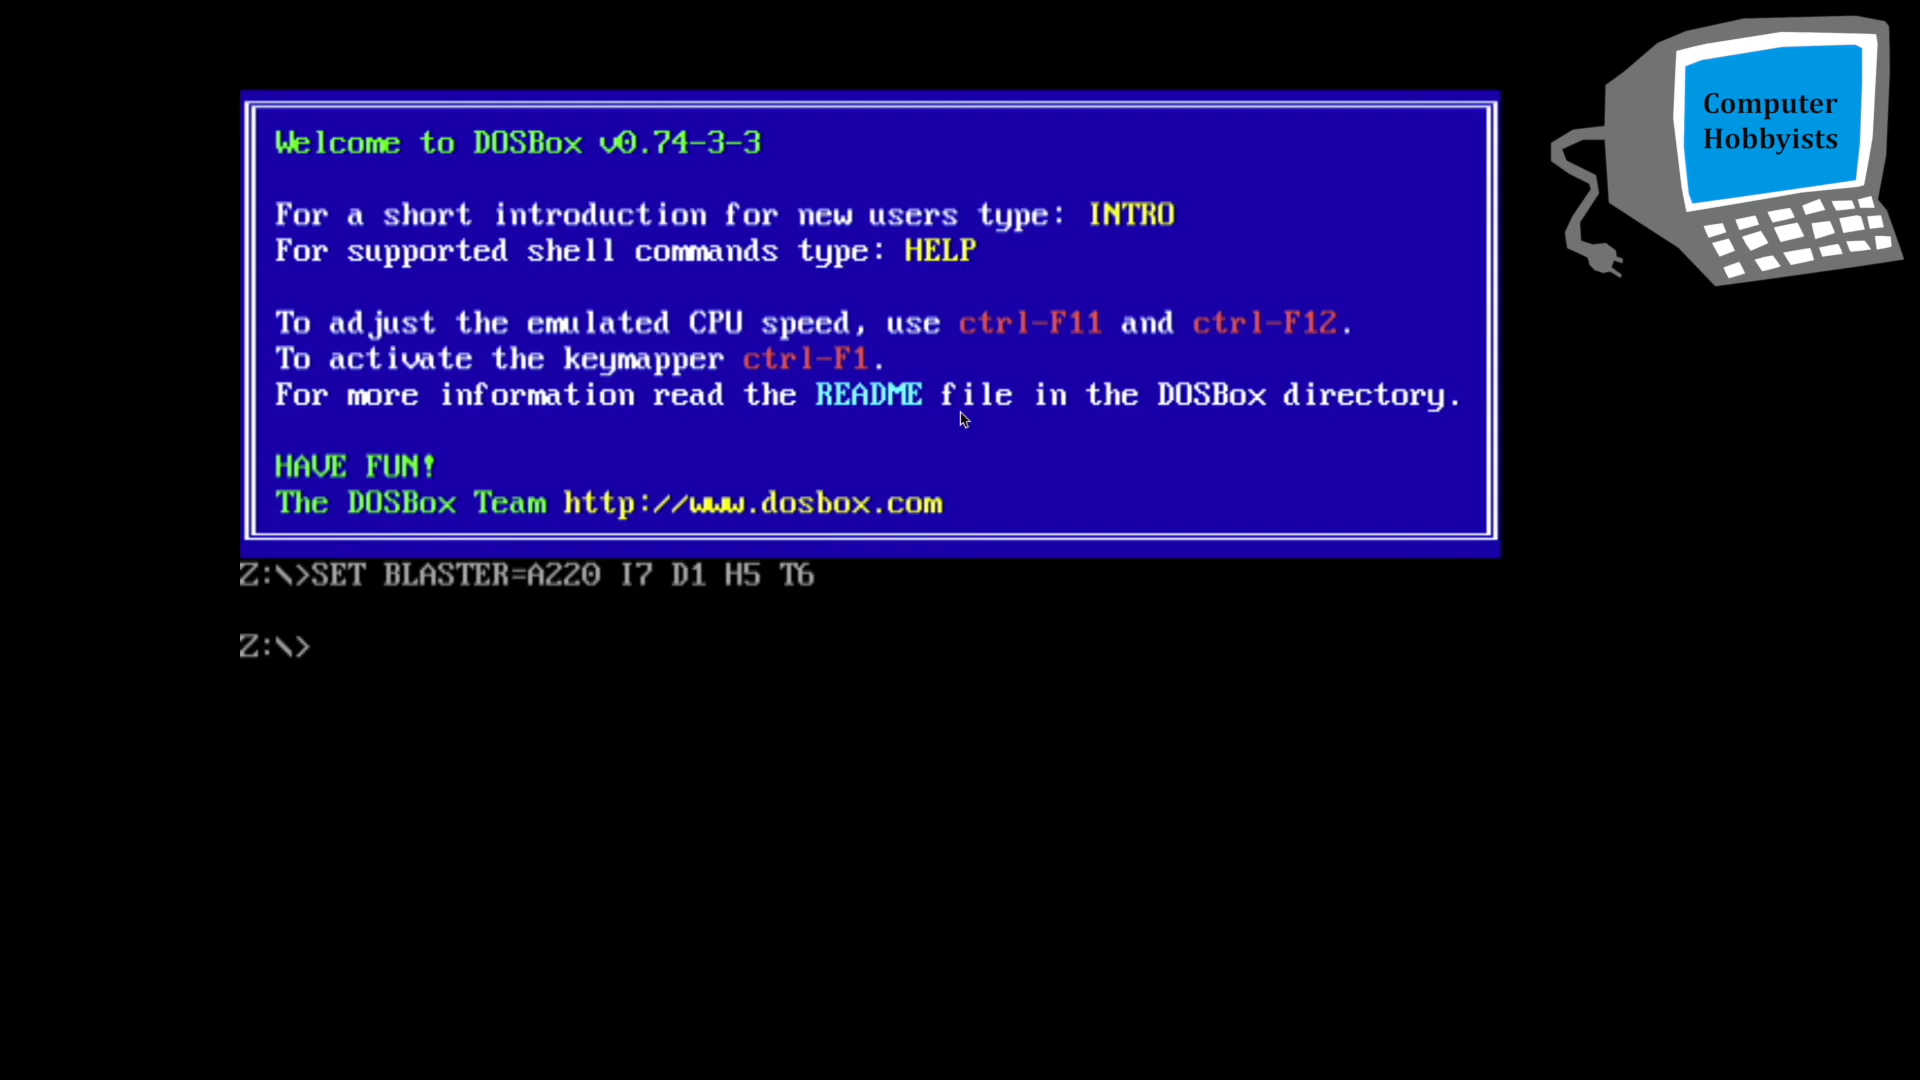 Computer
Hobbyists
Welcome to DOSBox v0.74-3-3
For a short introduction for new users type: INTRO
For supported shell commands type: HELP
To adjust the emulated CPU speed, use ctrl-F11 and ctrl-F12.
To activate the keymapper ctrl-F1.
For more information read the README file in the DOSBox directory.
HAVE FUN!
The DOSBox Team http://www.dosbox.com
Z:\>SET BLASTER=A220 I7 D1 H5 T6
Z:\>